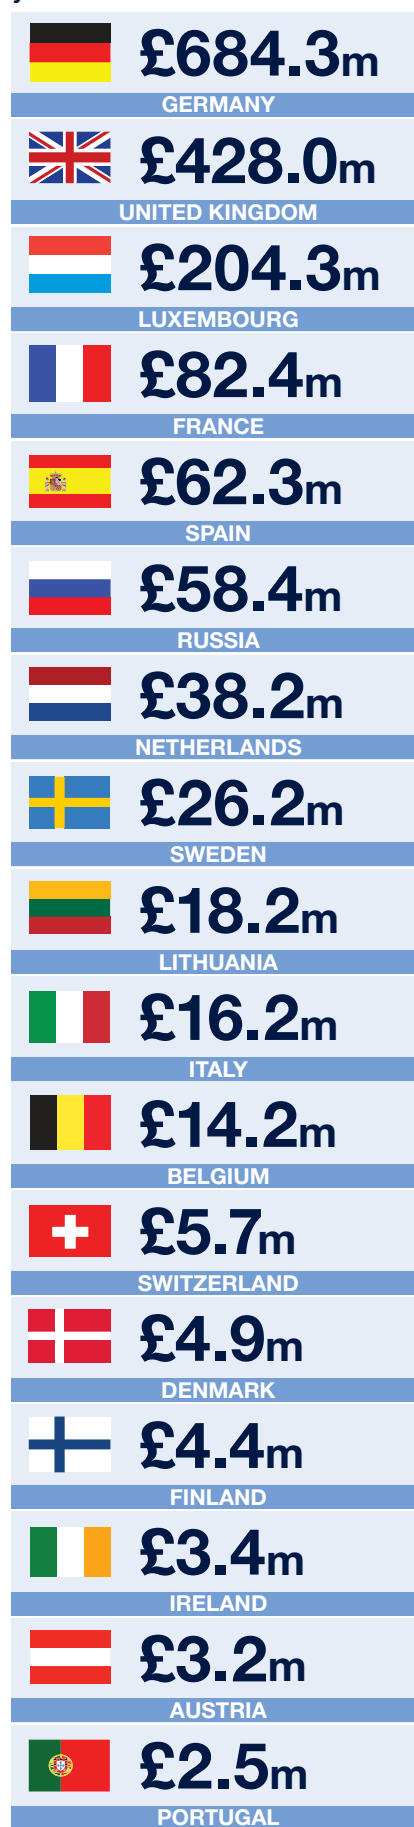 £684.3m
GERMANY
£428.0m
UNITED KINGDOM
£204.3m
LUXEMBOURG
£82.4m
FRANCE
£62.3m
SPAIN
£58.4m
RUSSIA
£38.2m
NETHERLANDS
£26.2m
SWEDEN
£18.2m
LITHUANIA
£16.2m
ITALY
£14.2m
BELGIUM
£5.7m
SWITZERLAND
£4.9m
DENMARK
£4.4m
FINLAND
£3.4m
IRELAND
£3.2m
AUSTRIA
£2.5m
PORTUGAL